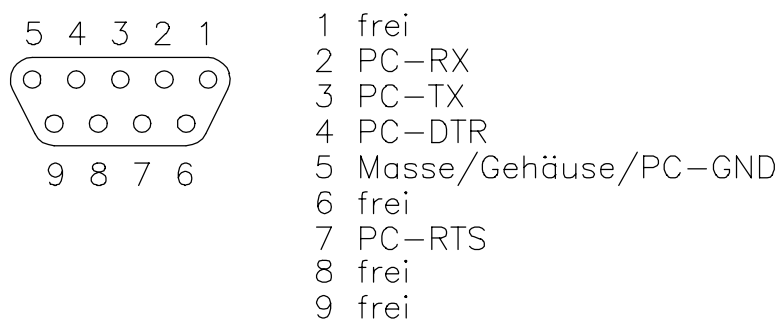 5 4 3 2 1
9 8 7 6
1 frei
2 PC-RX
3 PC-TX
4 PC-DTR
5 Masse/Gehäuse/PC-GND
6 frei
7 PC-RTS
8 frei
9 frei